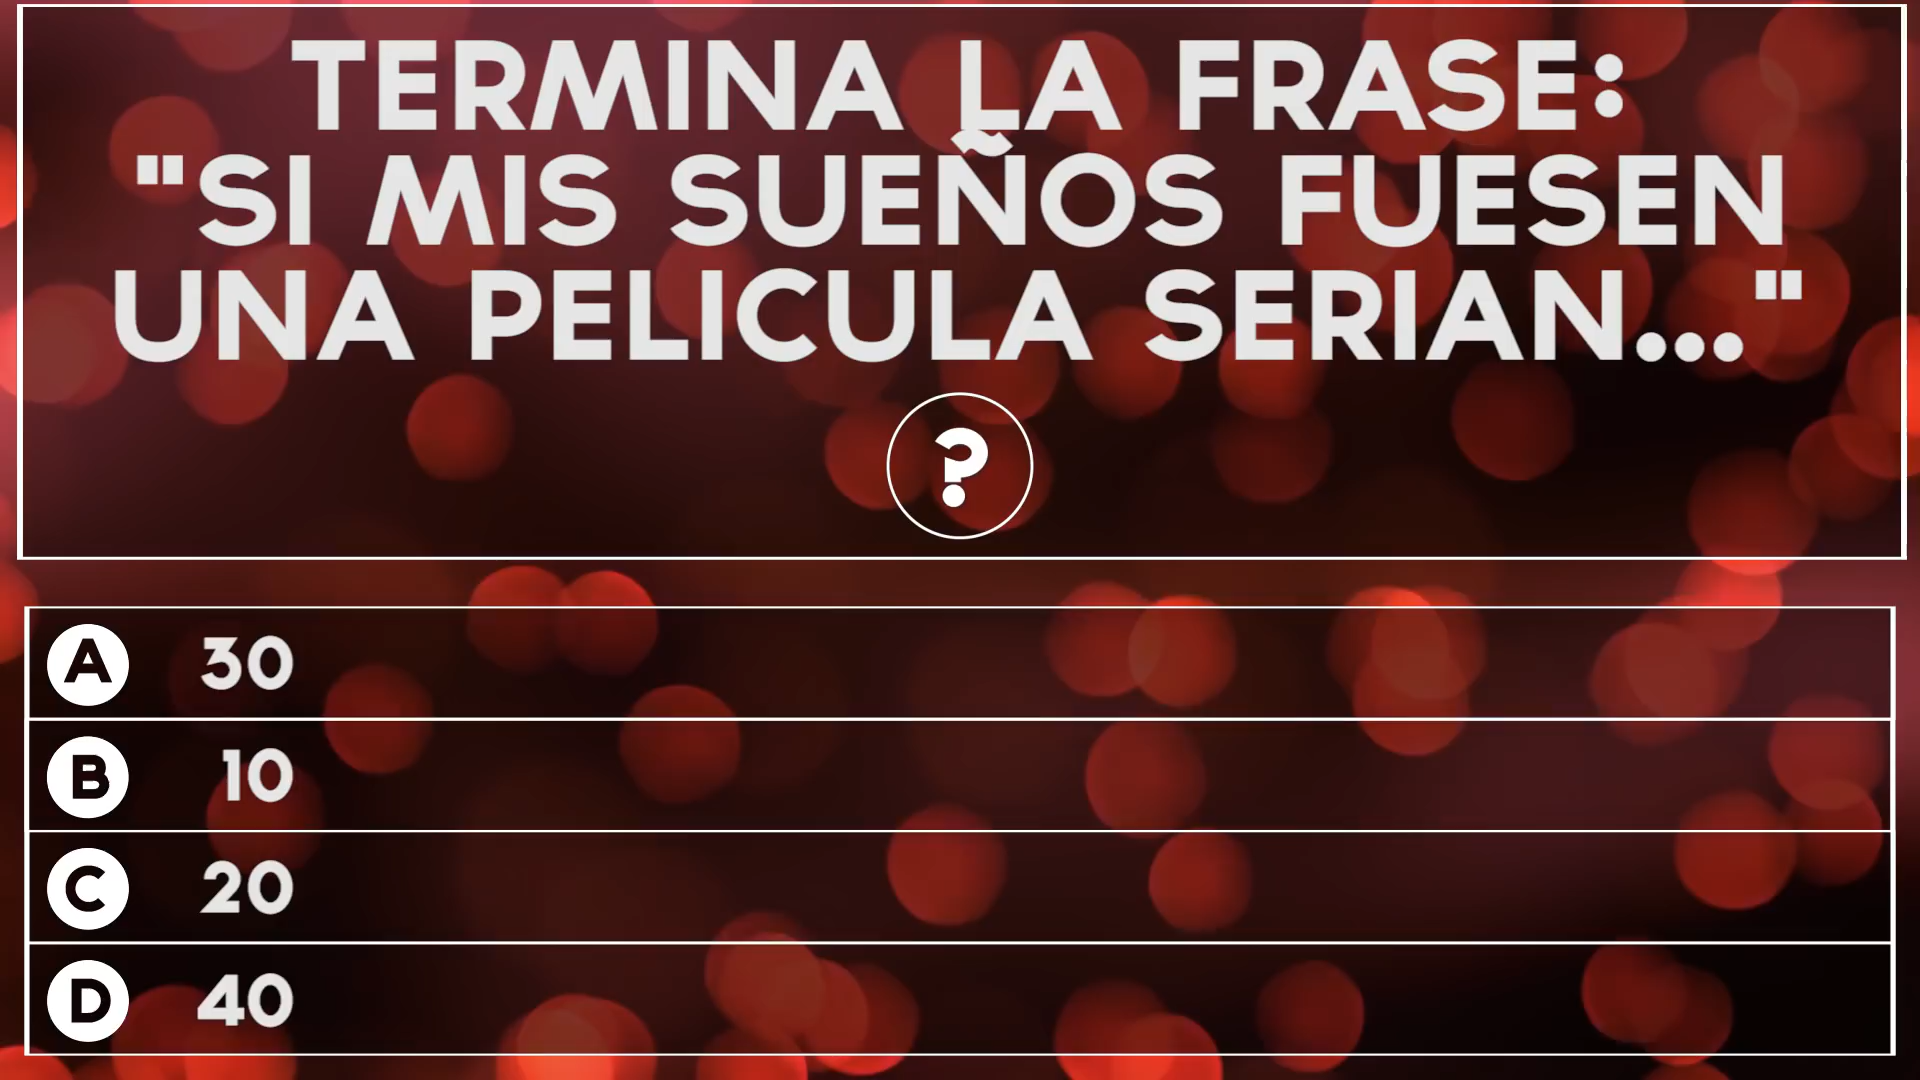 TERMINA LA FRASE:
"SI MIS SUEÑOS FUESEN
UNA PELICULA SERIAN..."
?
A 30
B 10
C 20
D 40